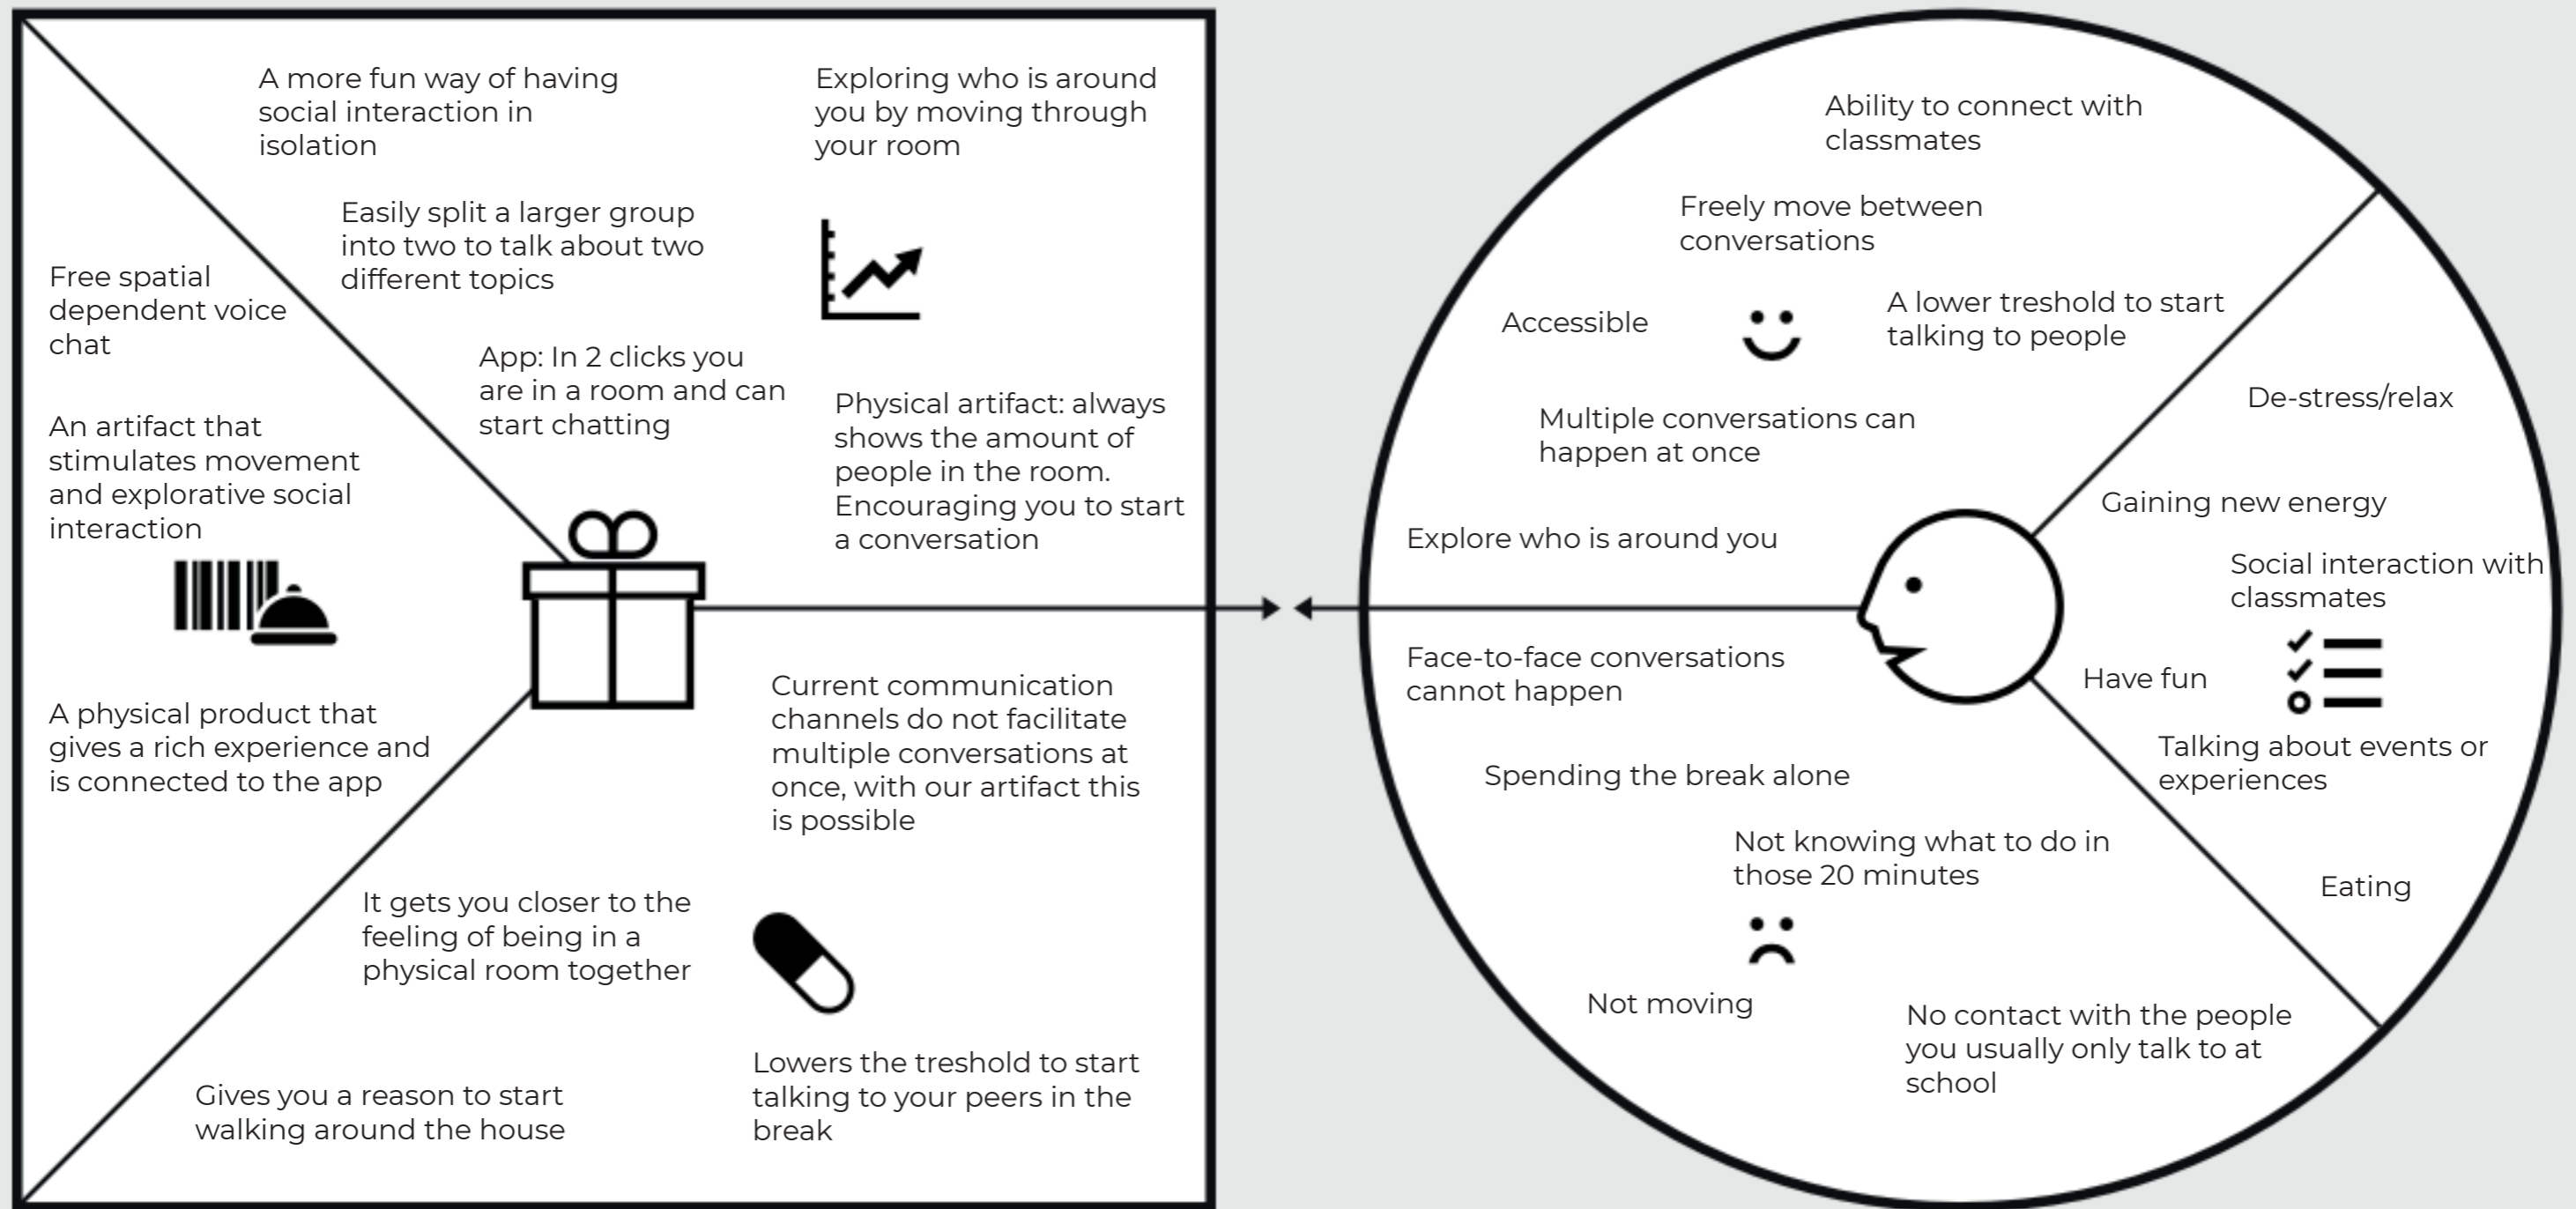 A more fun way of having
social interaction in
isolation
Exploring who is around
you by moving through
your room
Easily split a larger group
into two to talk about two
different topics
App: In 2 clicks you
are in a room and can
start chatting
Physical artifact: always
shows the amount of
people in the room.
Encouraging you to start
a conversation
Free spatial
dependent voice
chat
An artifact that
stimulates movement
and explorative social
interaction
A physical product that
gives a rich experience and
is connected to the app
Current communication
channels do not facilitate
multiple conversations at
once, with our artifact this
is possible
It gets you closer to the
feeling of being in a
physical room together
Gives you a reason to start
walking around the house
Lowers the treshold to start
talking to your peers in the
break
Ability to connect with
classmates
Freely move between
conversations
Accessible
A lower treshold to start
talking to people
Multiple conversations can
happen at once
Explore who is around you
De-stress/relax
Gaining new energy
Social interaction with
classmates
Have fun
Talking about events or
experiences
Eating
Face-to-face conversations
cannot happen
Spending the break alone
Not knowing what to do in
those 20 minutes
Not moving
No contact with the people
you usually only talk to at
school